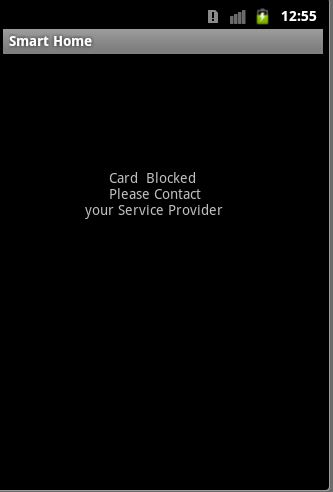 12:55
Smart Home
Card Blocked
Please Contact
your Service Provider